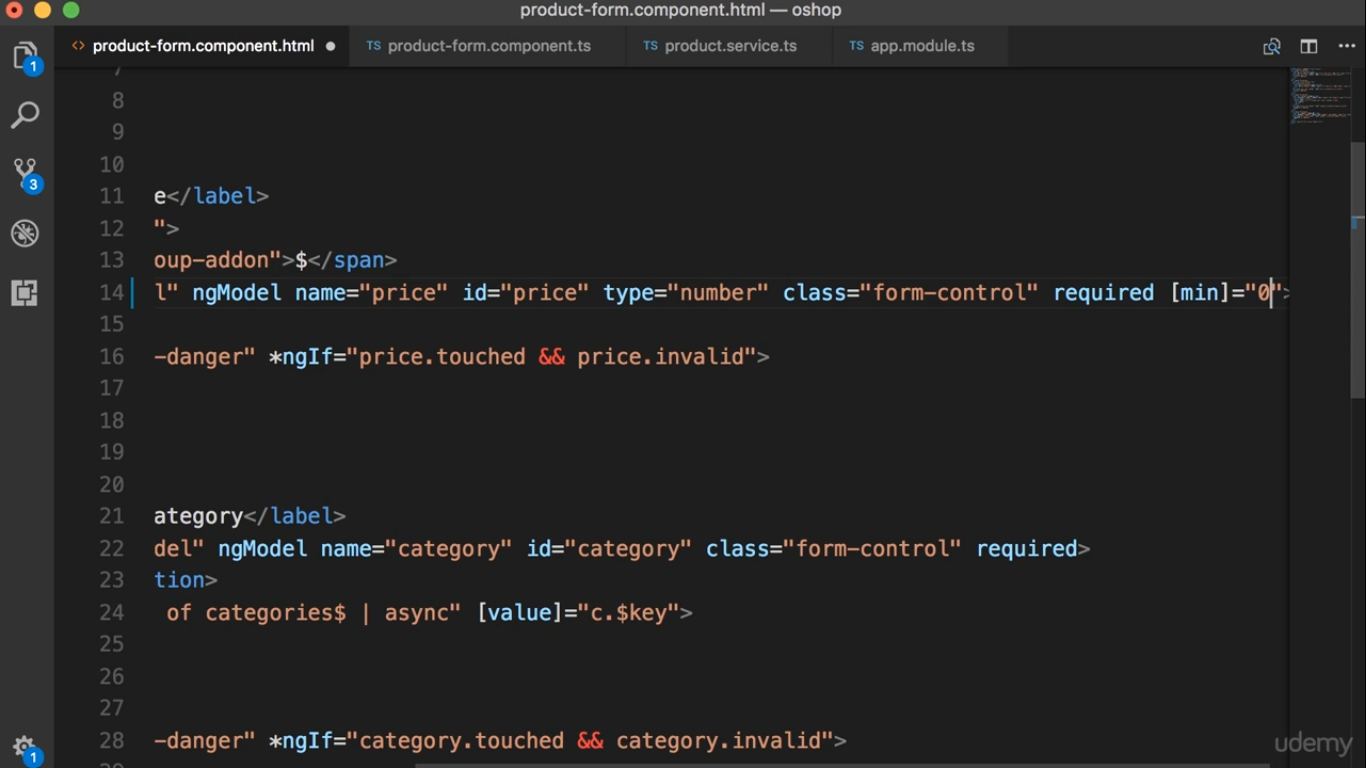 product-form.component.html — oshop
<> product-form.component.html ●
TS product-form.component.ts
TS product.service.ts
TS app.module.ts
1
3
1
7
8
9
10
11 e</label>
12 ">
13 oup-addon">$</span>
14 l" ngModel name="price" id="price" type="number" class="form-control" required [min]="0">
15
16 -danger" *ngIf="price.touched && price.invalid">
17
18
19
20
21 ategory</label>
22 del" ngModel name="category" id="category" class="form-control" required>
23 tion>
24 of categories$ | async" [value]="c.$key">
25
26
27
28 -danger" *ngIf="category.touched && category.invalid">
29
udemy